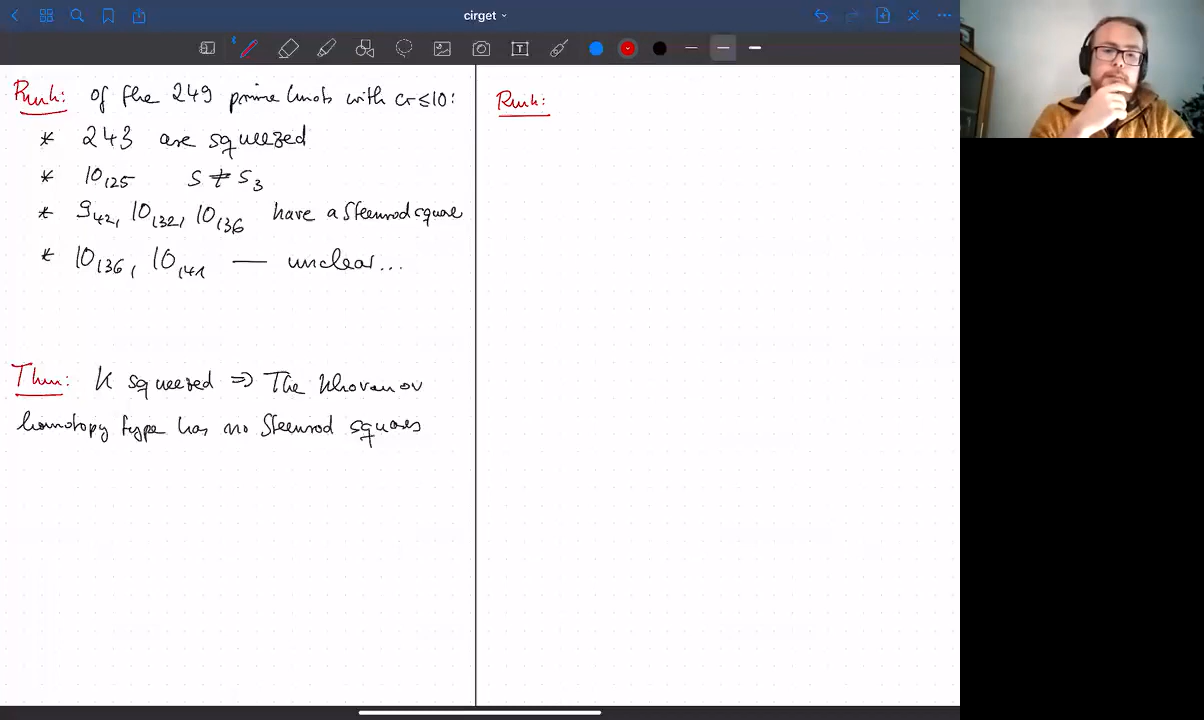 cirget
Rmk: of the 249 prime knots with cr ≤ 10:
* 243 are squeezed
* 10₁₂₅ s ≠ s₃
* 9₄₂, 10₁₃₂, 10₁₃₆ have a Steenrod square
* 10₁₃₆, 10₁₄₁ — unclear...
Thm: K squeezed ⇒ The Khovanov
homotopy type has no Steenrod squares
Rmk: